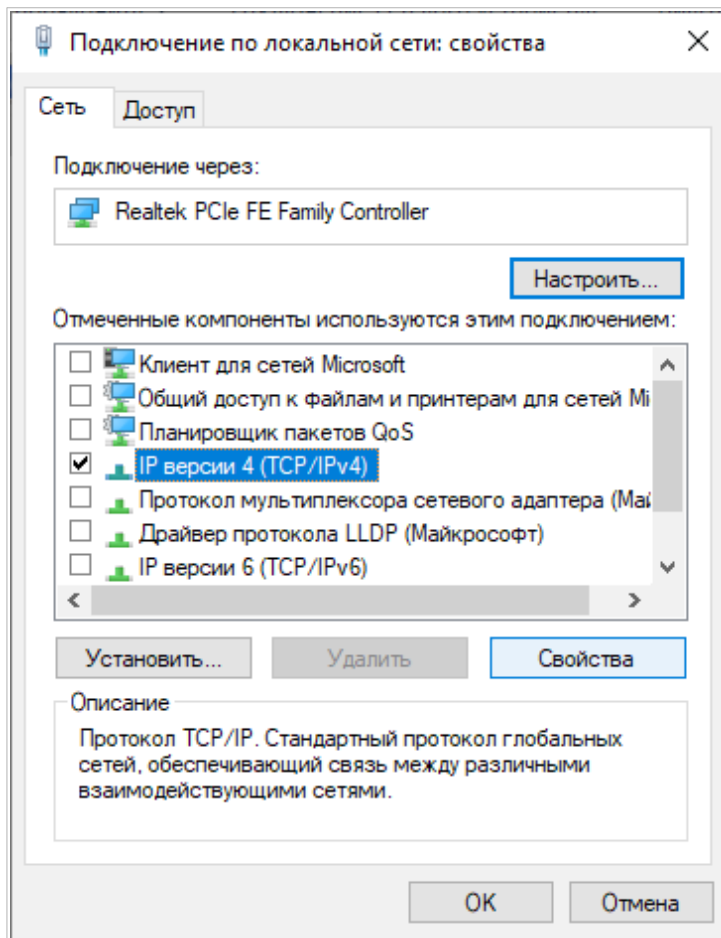 Подключение по локальной сети: свойства
Сеть
Доступ
Подключение через:
Realtek PCIe FE Family Controller
Настроить...
Отмеченные компоненты используются этим подключением:
Клиент для сетей Microsoft
Общий доступ к файлам и принтерам для сетей Mi
Планировщик пакетов QoS
IP версии 4 (TCP/IPv4)
Протокол мультиплексора сетевого адаптера (Май
Драйвер протокола LLDP (Майкрософт)
IP версии 6 (TCP/IPv6)
Установить...
Удалить
Свойства
Описание
Протокол TCP/IP. Стандартный протокол глобальных
сетей, обеспечивающий связь между различными
взаимодействующими сетями.
OK
Отмена